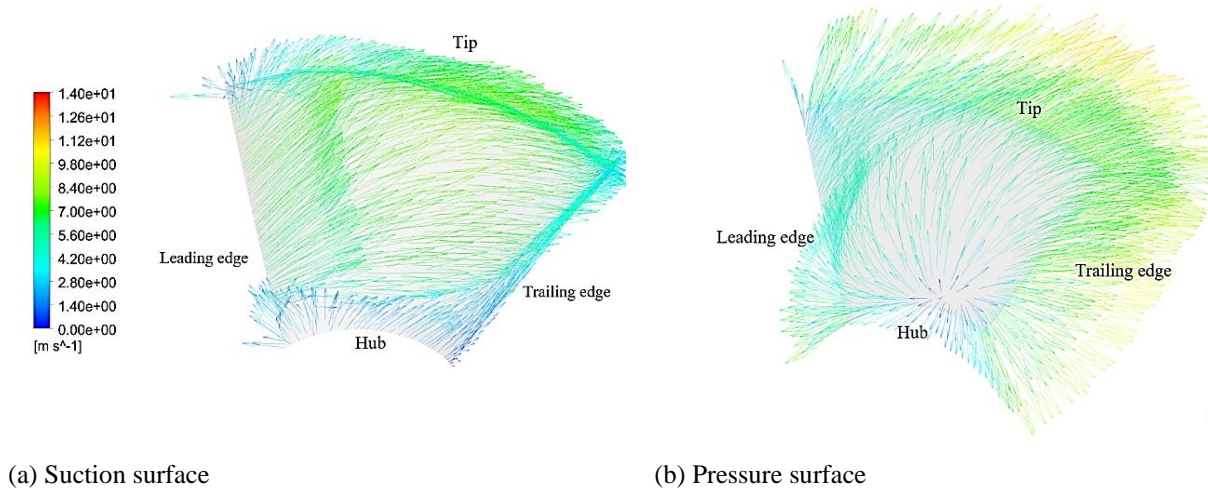 Tip
1.40e+01
1.26e+01
1.12e+01
9.80e+00
8.40e+00
7.00e+00
5.60e+00
4.20e+00
2.80e+00
1.40e+00
0.00e+00
[m s^-1]
Leading edge
Trailing edge
Hub
Tip
Leading edge
Trailing edge
Hub
(a) Suction surface
(b) Pressure surface